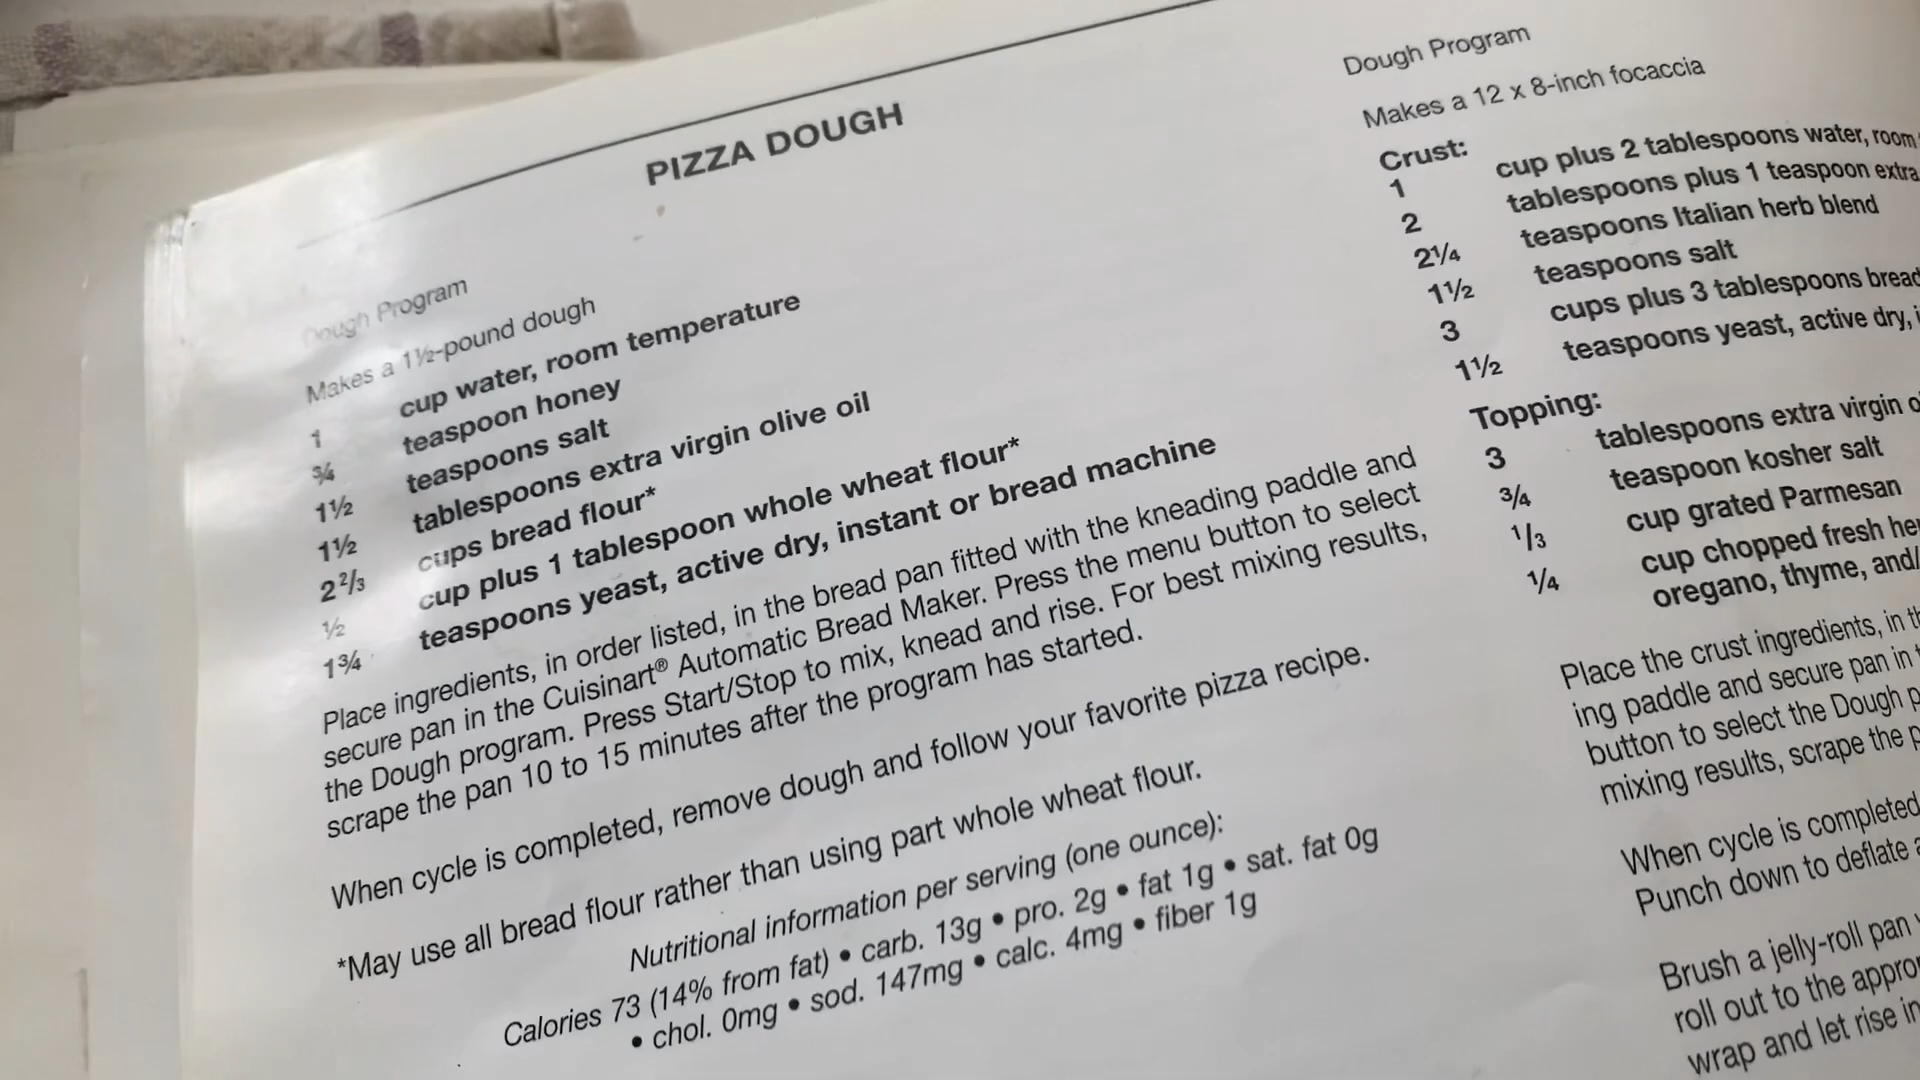 PIZZA DOUGH
Dough Program
Makes a 1½-pound dough
1 cup water, room temperature
¾ teaspoon honey
1½ teaspoons salt
1½ tablespoons extra virgin olive oil
2⅔ cups bread flour*
½ cup plus 1 tablespoon whole wheat flour*
1¾ teaspoons yeast, active dry, instant or bread machine
Place ingredients, in order listed, in the bread pan fitted with the kneading paddle and
secure pan in the Cuisinart® Automatic Bread Maker. Press the menu button to select
the Dough program. Press Start/Stop to mix, knead and rise. For best mixing results,
scrape the pan 10 to 15 minutes after the program has started.
When cycle is completed, remove dough and follow your favorite pizza recipe.
*May use all bread flour rather than using part whole wheat flour.
Nutritional information per serving (one ounce):
Calories 73 (14% from fat) • carb. 13g • pro. 2g • fat 1g • sat. fat 0g
• chol. 0mg • sod. 147mg • calc. 4mg • fiber 1g
Dough Program
Makes a 12 x 8-inch focaccia
Crust:
1 cup plus 2 tablespoons water, room
2 tablespoons plus 1 teaspoon extra
2¼ teaspoons Italian herb blend
1½ teaspoons salt
3 cups plus 3 tablespoons bread
1½ teaspoons yeast, active dry,
Topping:
3 tablespoons extra virgin
¾ teaspoon kosher salt
⅓ cup grated Parmesan
¼ cup chopped fresh
oregano, thyme, and/
Place the crust ingredients, in
ing paddle and secure pan in
button to select the Dough
mixing results, scrape the
When cycle is completed
Punch down to deflate
Brush a jelly-roll pan
roll out to the
wrap and let rise in